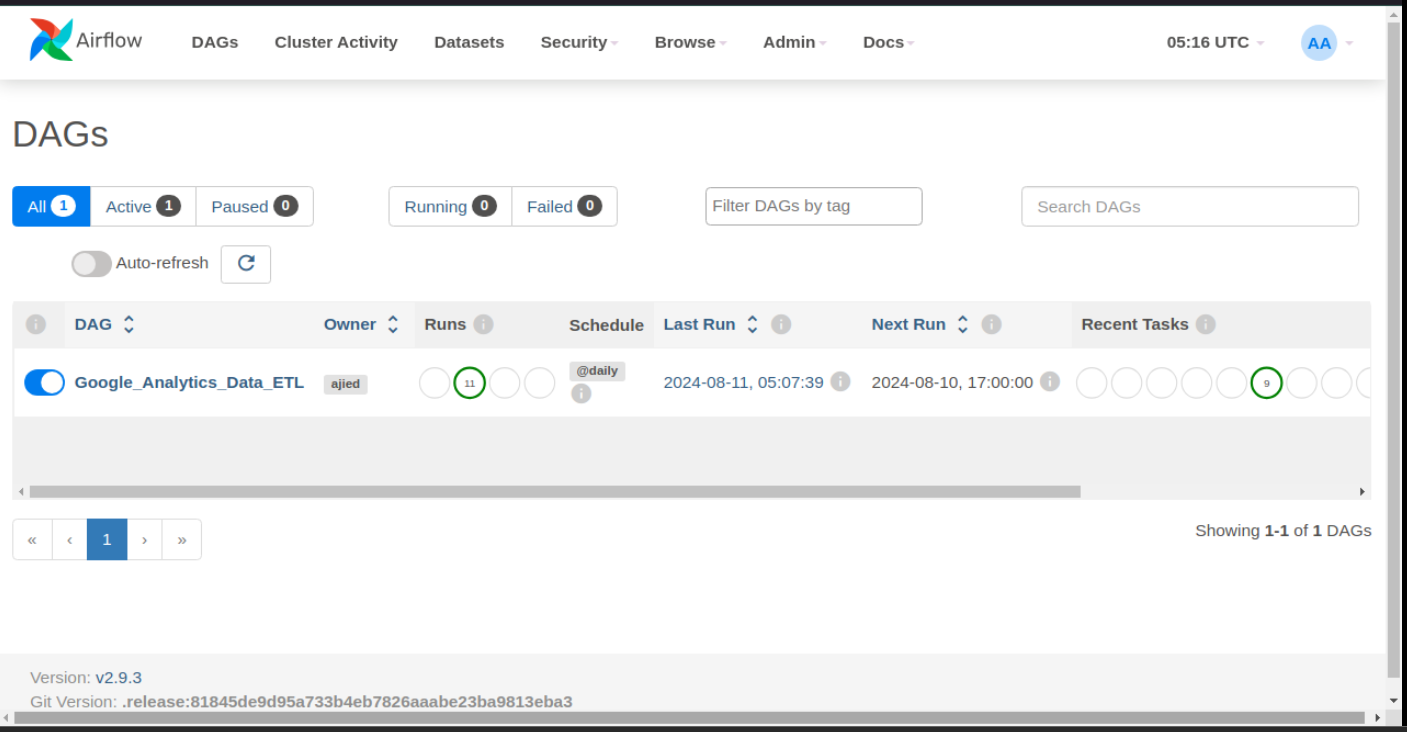 Airflow DAGs Cluster Activity Datasets Security Browse Admin Docs 05:16 UTC AA
DAGs
All 1 Active 1 Paused 0 Running 0 Failed 0 Filter DAGs by tag Search DAGs
Auto-refresh
i DAG Owner Runs i Schedule Last Run i Next Run i Recent Tasks i
Google_Analytics_Data_ETL ajied 11 @daily i 2024-08-11, 05:07:39 i 2024-08-10, 17:00:00 i 9
« ‹ 1 › » Showing 1-1 of 1 DAGs
Version: v2.9.3
Git Version: .release:81845de9d95a733b4eb7826aaabe23ba9813eba3